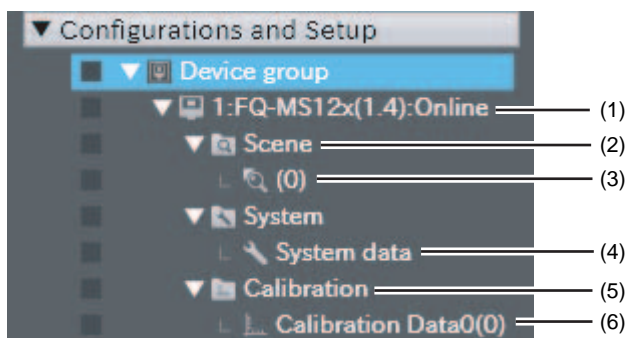 ▼ Configurations and Setup
▼ Device group
▼ 1:FQ-MS12x(1.4):Online (1)
▼ Scene (2)
(0) (3)
▼ System
System data (4)
▼ Calibration (5)
Calibration Data0(0) (6)